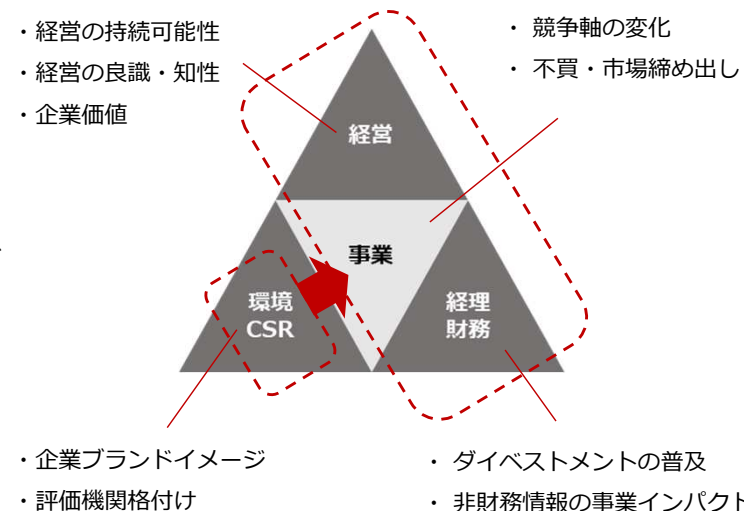 ・経営の持続可能性
・経営の良識・知性
・企業価値
・ 競争軸の変化
・ 不買・市場締め出し
経営
事業
環境
CSR
経理
財務
・企業ブランドイメージ
・評価機関格付け
・ ダイベストメントの普及
・ 非財務情報の事業インパクト